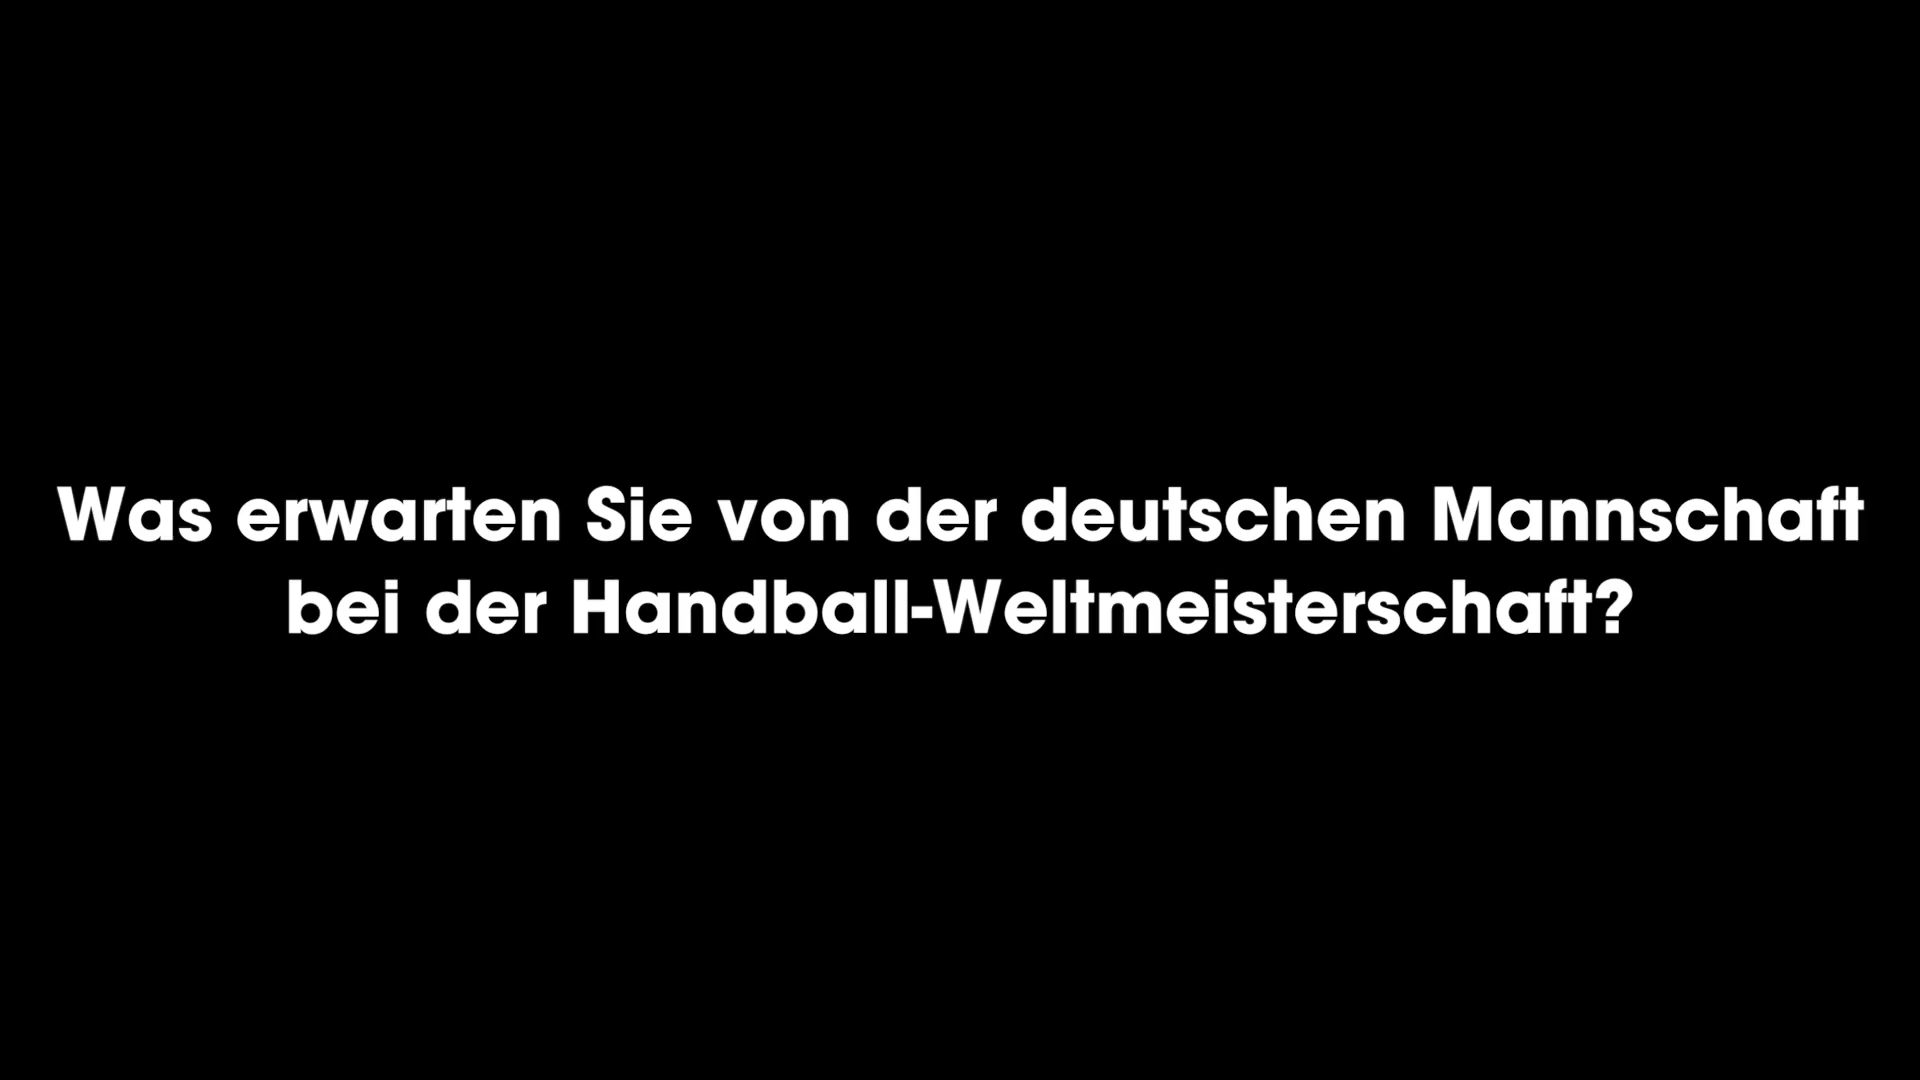 Was erwarten Sie von der deutschen Mannschaft
bei der Handball-Weltmeisterschaft?